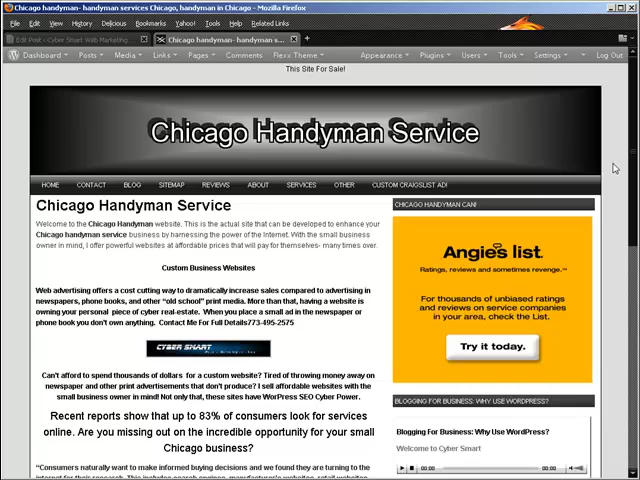 Chicago handyman- handyman services Chicago, handyman in Chicago - Mozilla Firefox
File Edit View History Delicious Bookmarks Yahoo! Tools Help Related Links
Edit Post ‹ Cyber Smart Web Marketing
Chicago handyman- handyman s...
Dashboard Posts Media Links Pages Comments Flexx Theme Appearance Plugins Users Tools Settings Log Out
This Site For Sale!
Chicago Handyman Service
HOME CONTACT BLOG SITEMAP REVIEWS ABOUT SERVICES OTHER CUSTOM CRAIGSLIST AD!
Chicago Handyman Service
Welcome to the Chicago Handyman website. This is the actual site that can be developed to enhance your
Chicago handyman service business by harnessing the power of the Internet. With the small business
owner in mind, I offer powerful websites at affordable prices that will pay for themselves- many times over.
Custom Business Websites
Web advertising offers a cost cutting way to dramatically increase sales compared to advertising in
newspapers, phone books, and other "old school" print media. More than that, having a website is
owning your personal piece of cyber real-estate. When you place a small ad in the newspaper or
phone book you don't own anything. Contact Me For Full Details773-495-2575
CYBER SMART
Can't afford to spend thousands of dollars for a custom website? Tired of throwing money away on
newspaper and other print advertisements that don't produce? I sell affordable websites with the
small business owner in mind! Not only that, these sites have WorPress SEO Cyber Power.
Recent reports show that up to 83% of consumers look for services
online. Are you missing out on the incredible opportunity for your small
Chicago business?
"Consumers naturally want to make informed buying decisions and we found they are turning to the
internet for their research. This includes search engines, manufacturer's websites, retail websites
CHICAGO HANDYMAN CAN!
Angie's list.
Ratings, reviews and sometimes revenge.™
For thousands of unbiased ratings
and reviews on service companies
in your area, check the List.
Try it today.
BLOGGING FOR BUSINESS: WHY USE WORDPRESS?
Blogging For Business: Why Use WordPress?
Welcome to Cyber Smart
00:00 00:00